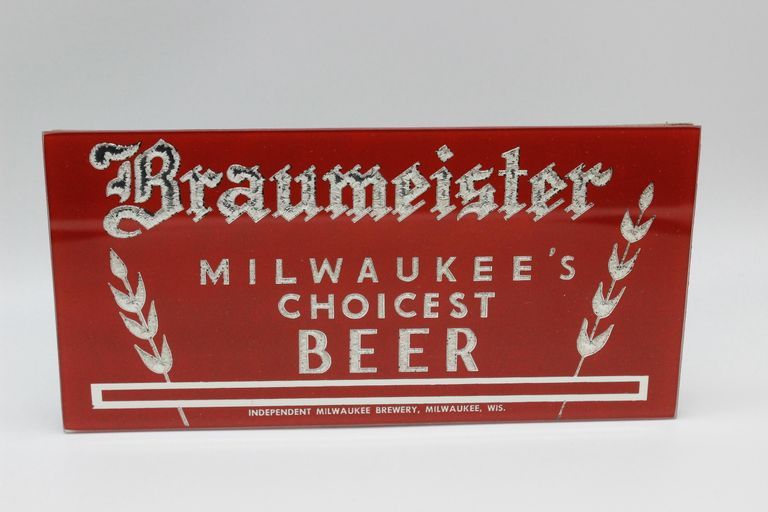 Braumeister
MILWAUKEE'S
CHOICEST
BEER
INDEPENDENT MILWAUKEE BREWERY, MILWAUKEE, WIS.